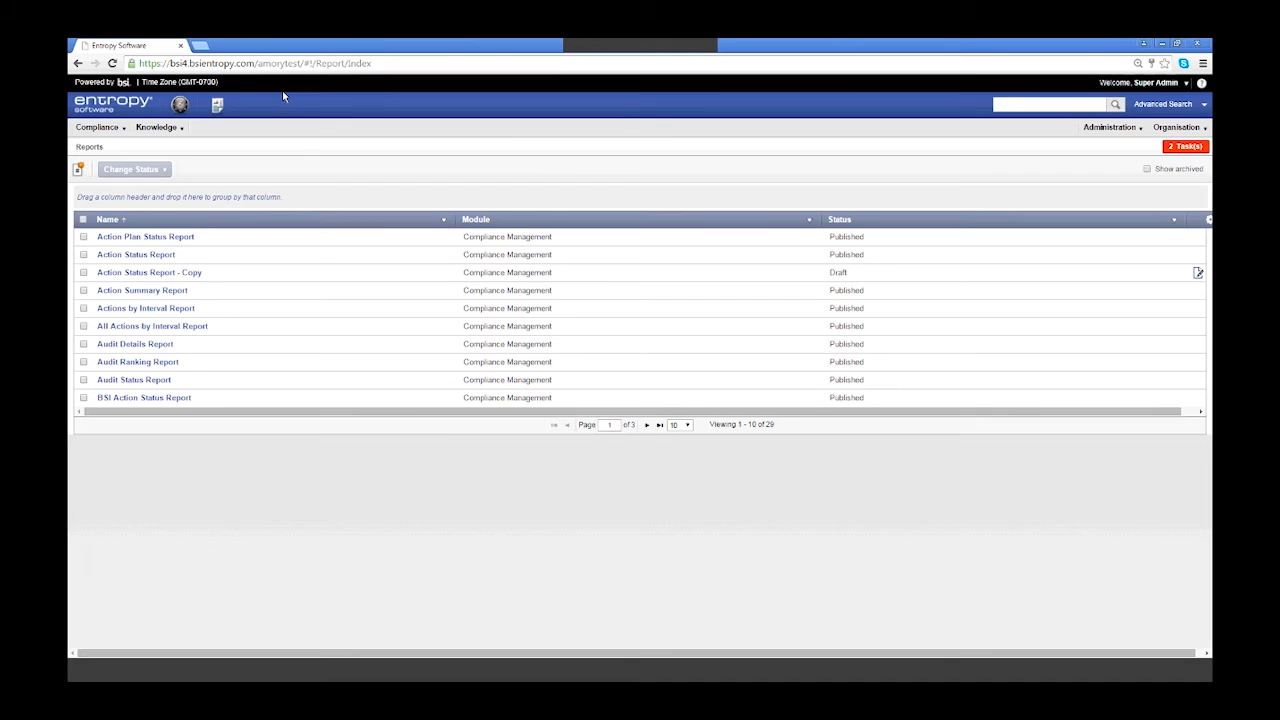 Entropy Software
https://bsi4.bsientropy.com/amorytest/#!/Report/Index
Powered by bsi. | Time Zone (GMT-0700) Welcome, Super Admin
entropy software Advanced Search
Compliance Knowledge Administration Organisation
Reports 2 Task(s)
Change Status Show archived
Drag a column header and drop it here to group by that column.
Name Module Status
Action Plan Status Report Compliance Management Published
Action Status Report Compliance Management Published
Action Status Report - Copy Compliance Management Draft
Action Summary Report Compliance Management Published
Actions by Interval Report Compliance Management Published
All Actions by Interval Report Compliance Management Published
Audit Details Report Compliance Management Published
Audit Ranking Report Compliance Management Published
Audit Status Report Compliance Management Published
BSI Action Status Report Compliance Management Published
Page 1 of 3 10 Viewing 1 - 10 of 29